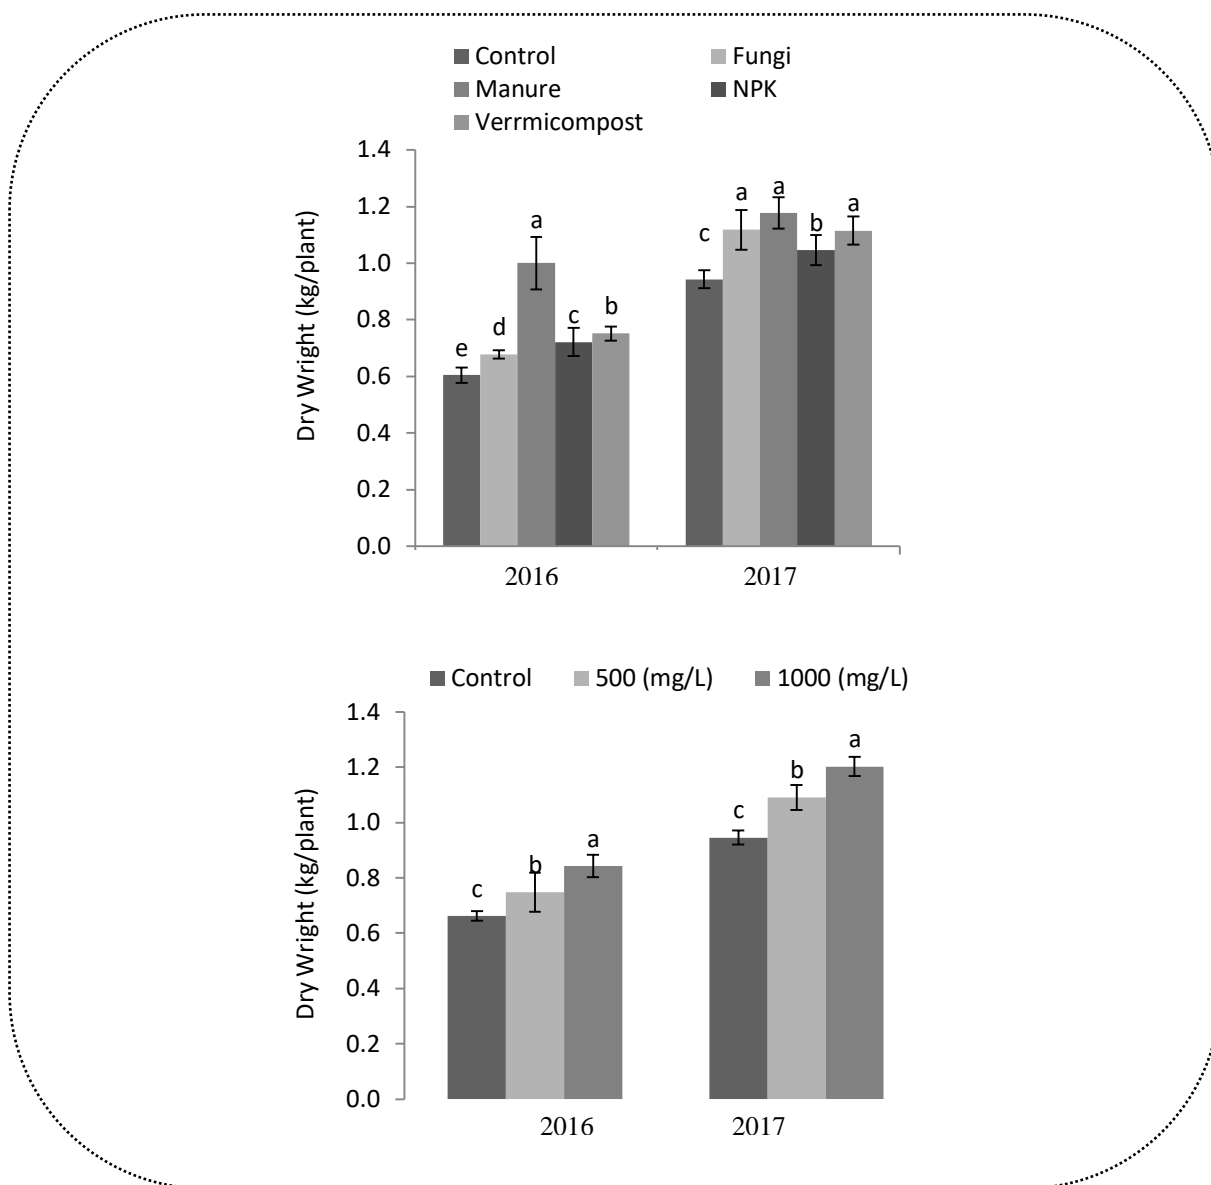 Control Fungi
Manure NPK
Verrmicompost
1.4
1.2
1.0
0.8
0.6
0.4
0.2
0.0
Dry Wright (kg/plant)
e d a c b
c a a b a
2016 2017
Control 500 (mg/L) 1000 (mg/L)
1.4
1.2
1.0
0.8
0.6
0.4
0.2
0.0
Dry Wright (kg/plant)
c b a
c b a
2016 2017